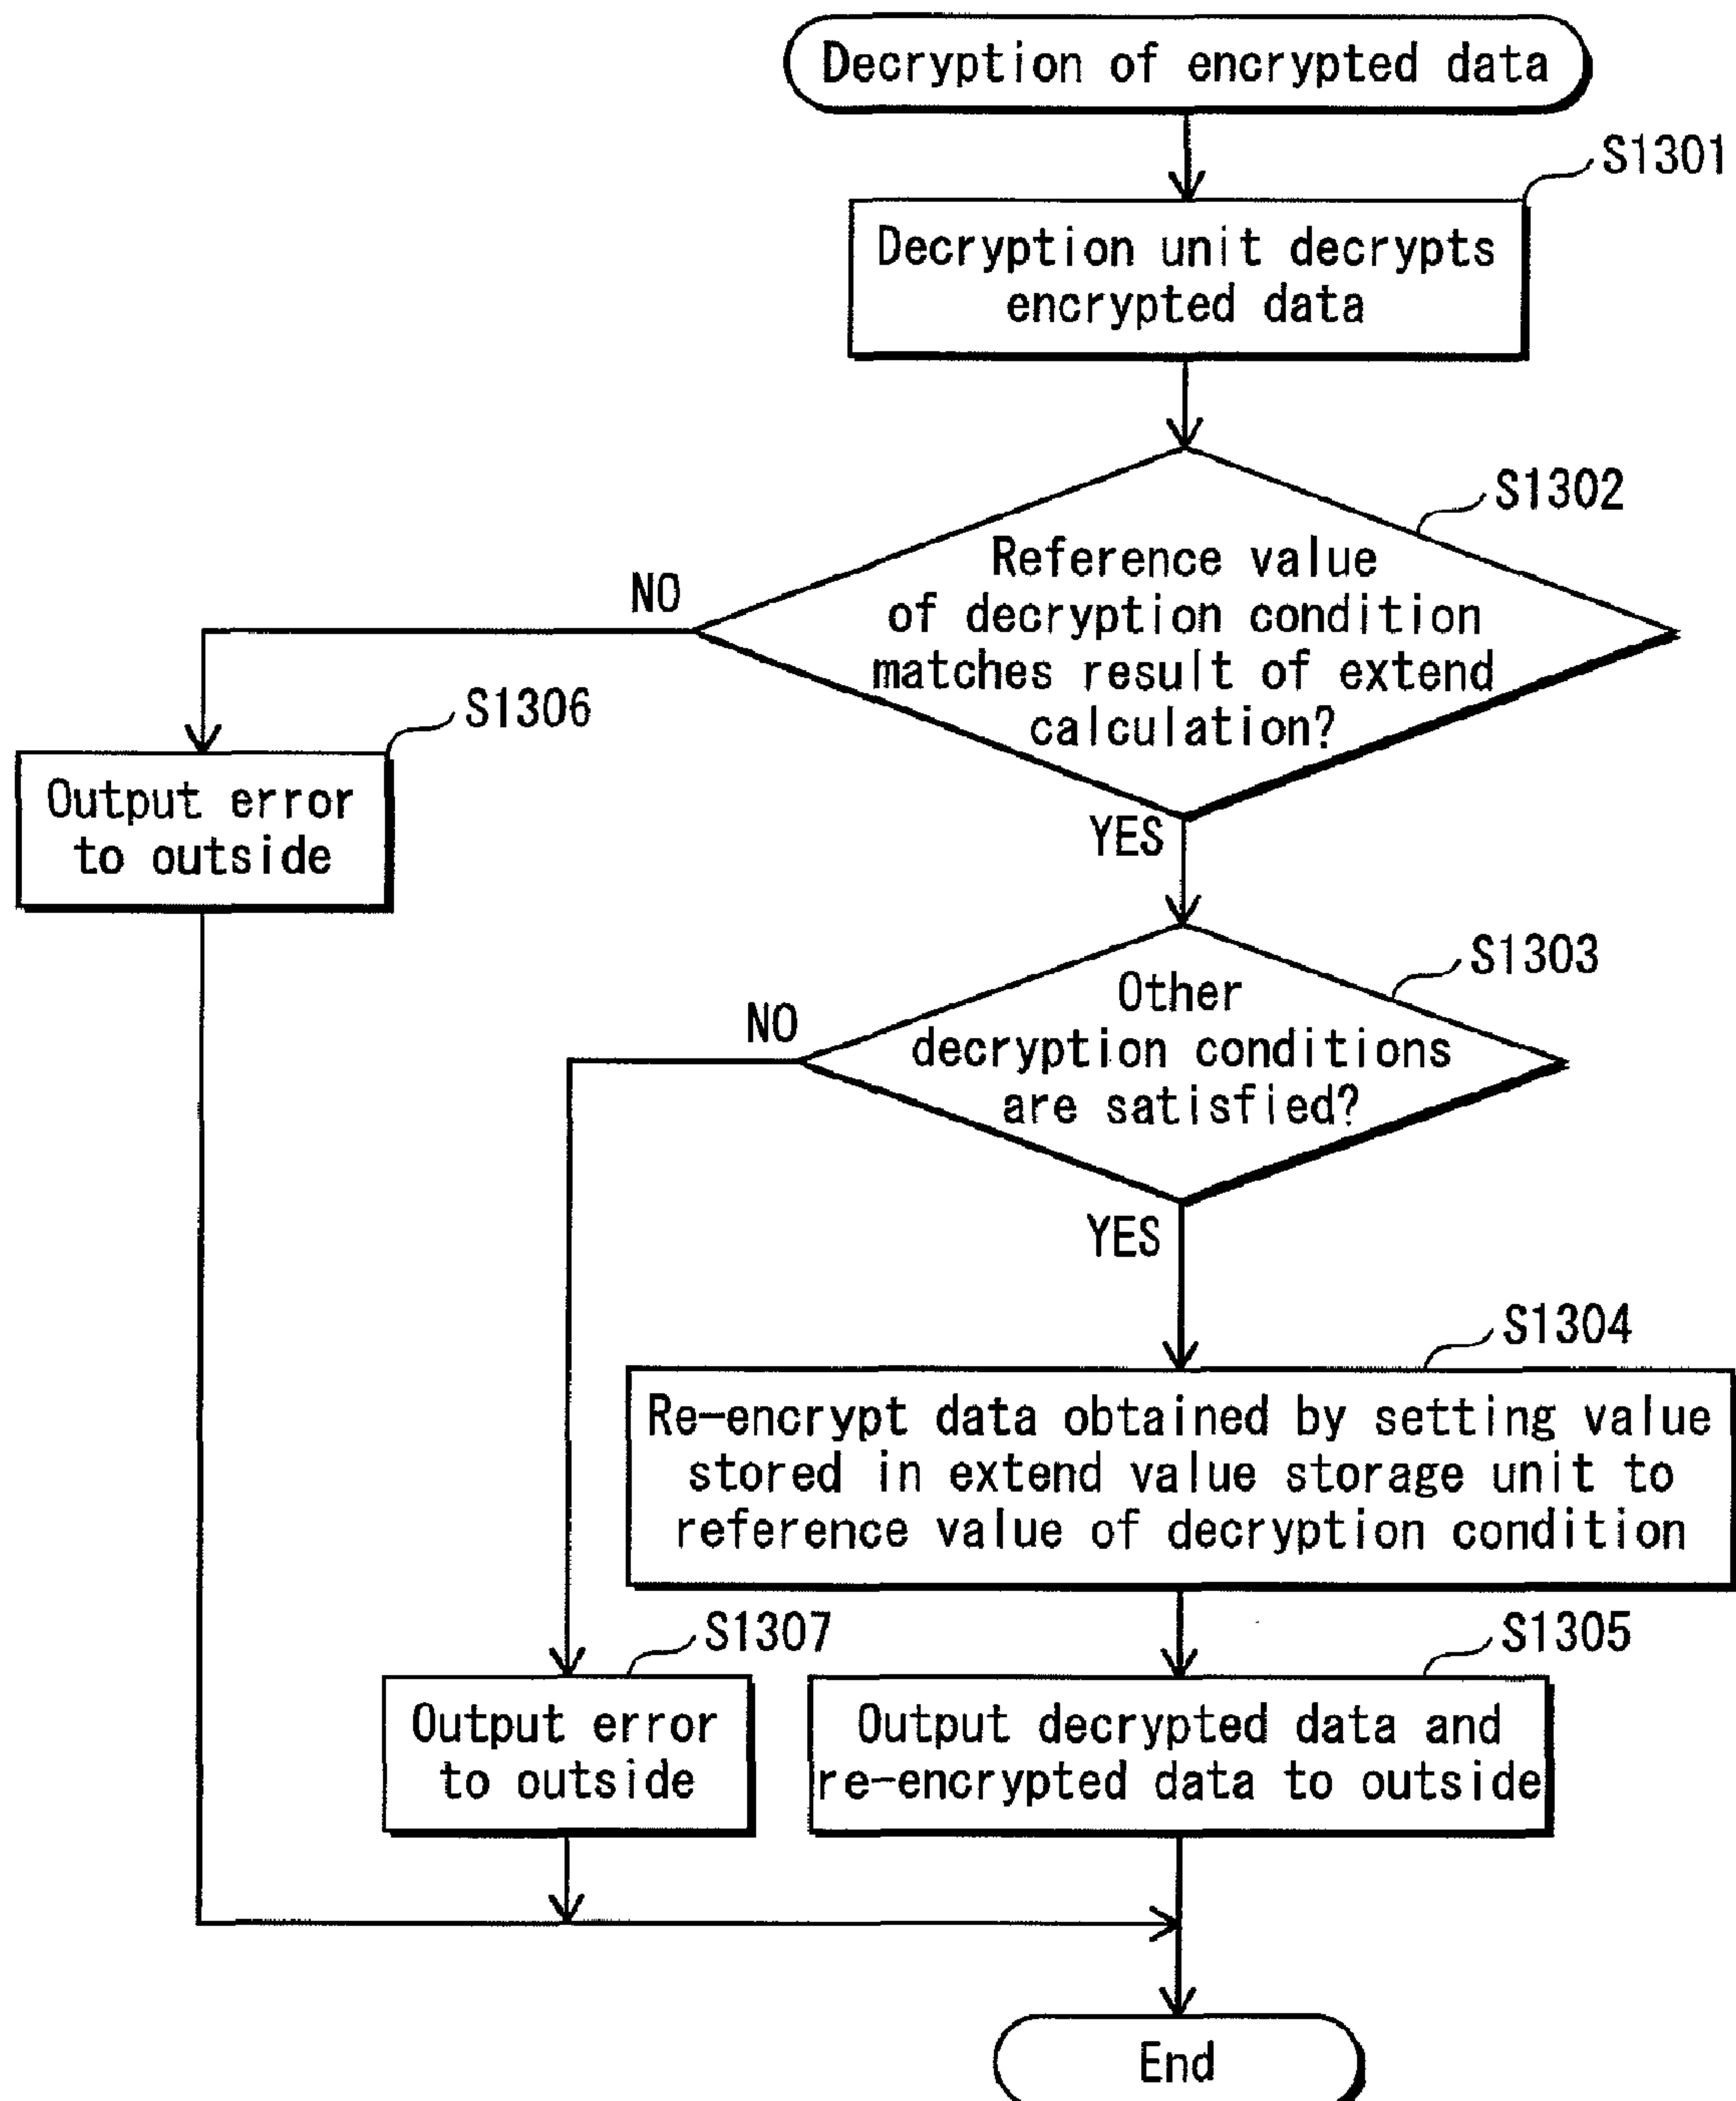 Decryption of encrypted data
S1301
Decryption unit decrypts
encrypted data
S1302
Reference value
of decryption condition
matches result of extend
calculation?
NO
YES
S1306
Output error
to outside
S1303
Other
decryption conditions
are satisfied?
NO
YES
S1304
Re-encrypt data obtained by setting value
stored in extend value storage unit to
reference value of decryption condition
S1307
Output error
to outside
S1305
Output decrypted data and
re-encrypted data to outside
End